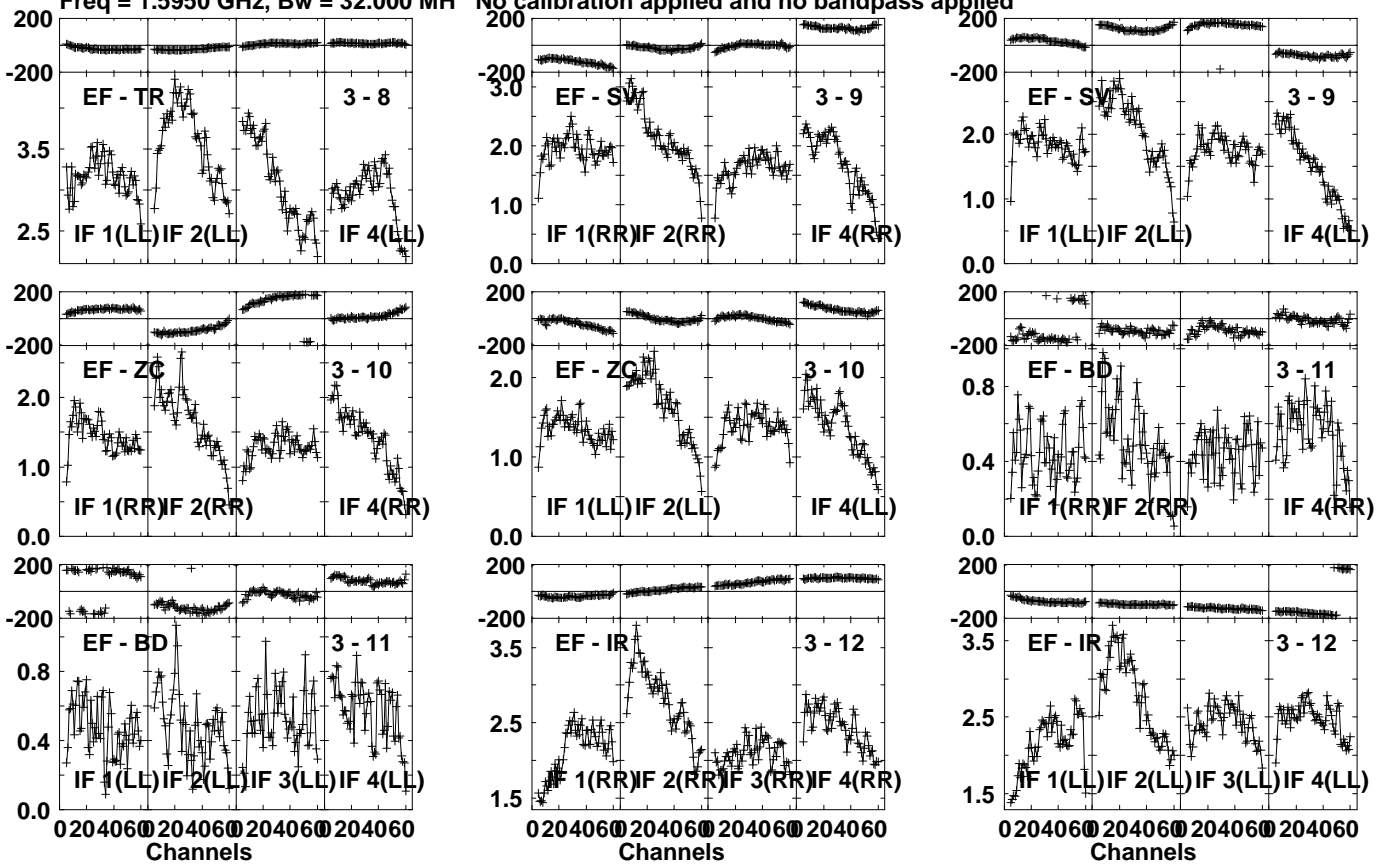 Freq = 1.5950 GHz, Bw = 32.000 MH No calibration applied and no bandpass applied
200
-200
EF - TR 3 - 8
3.5
2.5
IF 1(LL) IF 2(LL) IF 4(LL)
-200
3.0
EF - SV 3 - 9
2.0
1.0
IF 1(RR) IF 2(RR) IF 4(RR)
0.0
200
-200
EF - SV 3 - 9
2.0
1.0
IF 1(LL) IF 2(LL) IF 4(LL)
0.0
200
-200
EF - ZC 3 - 10
2.0
1.0
IF 1(RR) IF 2(RR) IF 4(RR)
0.0
200
-200
EF - ZC 3 - 10
2.0
1.0
IF 1(LL) IF 2(LL) IF 4(LL)
0.0
200
-200
EF - BD 3 - 11
0.8
0.4
IF 1(RR) IF 2(RR) IF 4(RR)
0.0
200
-200
EF - BD 3 - 11
0.8
0.4
IF 1(LL) IF 2(LL) IF 3(LL) IF 4(LL)
0.0
0 20 40 60 0 20 40 60 0 20 40 60 0 20 40 60
Channels
200
-200
EF - IR 3 - 12
3.5
2.5
IF 1(RR) IF 2(RR) IF 3(RR) IF 4(RR)
1.5
0 20 40 60 0 20 40 60 0 20 40 60 0 20 40 60
Channels
200
-200
EF - IR 3 - 12
3.5
2.5
IF 1(LL) IF 2(LL) IF 3(LL) IF 4(LL)
1.5
0 20 40 60 0 20 40 60 0 20 40 60 0 20 40 60
Channels